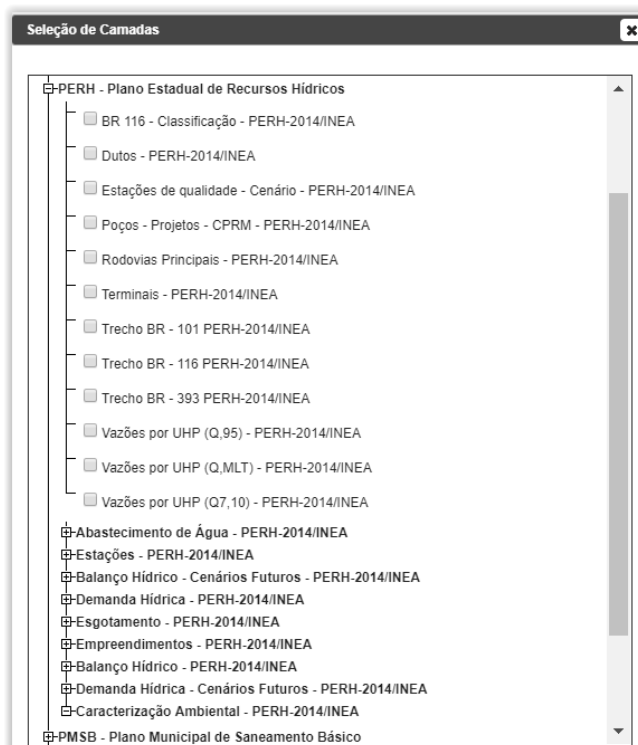 Seleção de Camadas
PERH - Plano Estadual de Recursos Hídricos
BR 116 - Classificação - PERH-2014/INEA
Dutos - PERH-2014/INEA
Estações de qualidade - Cenário - PERH-2014/INEA
Poços - Projetos - CPRM - PERH-2014/INEA
Rodovias Principais - PERH-2014/INEA
Terminais - PERH-2014/INEA
Trecho BR - 101 PERH-2014/INEA
Trecho BR - 116 PERH-2014/INEA
Trecho BR - 393 PERH-2014/INEA
Vazões por UHP (Q,95) - PERH-2014/INEA
Vazões por UHP (Q,MLT) - PERH-2014/INEA
Vazões por UHP (Q7,10) - PERH-2014/INEA
Abastecimento de Água - PERH-2014/INEA
Estações - PERH-2014/INEA
Balanço Hídrico - Cenários Futuros - PERH-2014/INEA
Demanda Hídrica - PERH-2014/INEA
Esgotamento - PERH-2014/INEA
Empreendimentos - PERH-2014/INEA
Balanço Hídrico - PERH-2014/INEA
Demanda Hídrica - Cenários Futuros - PERH-2014/INEA
Caracterização Ambiental - PERH-2014/INEA
PMSB - Plano Municipal de Saneamento Básico